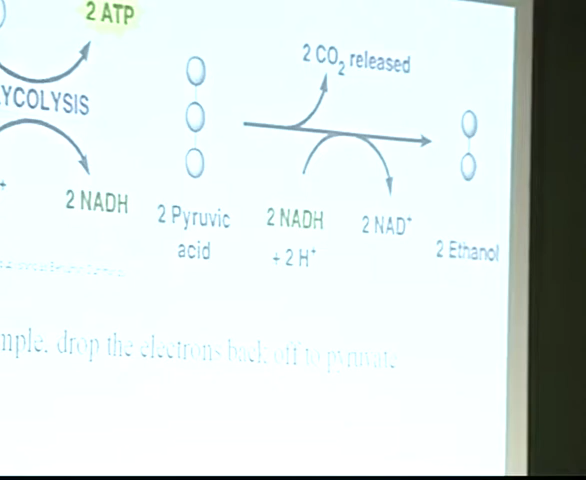 2 ATP
2 CO₂ released
YCOLYSIS
+
2 NADH
2 Pyruvic
acid
2 NADH
+ 2 H⁺
2 NAD⁺
2 Ethanol
mple, drop the electrons back off to pyruvate